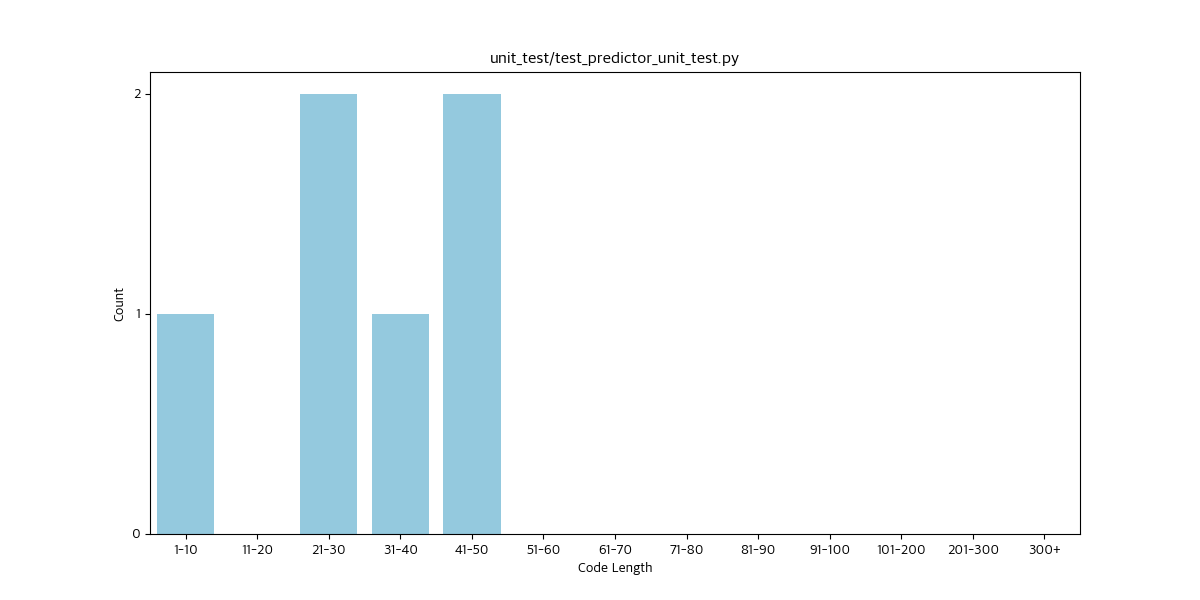 unit_test/test_predictor_unit_test.py
2
1
0
Count
1-10 11-20 21-30 31-40 41-50 51-60 61-70 71-80 81-90 91-100 101-200 201-300 300+
Code Length